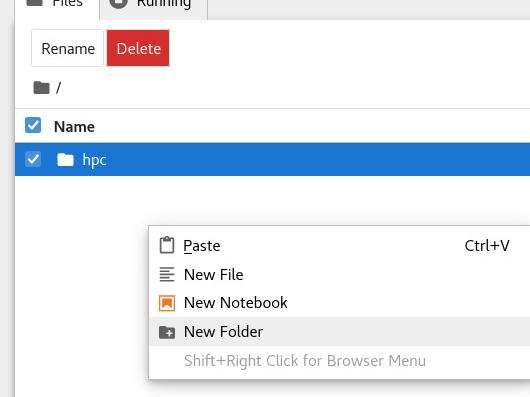 Files Running
Rename Delete
/
Name
hpc
Paste Ctrl+V
New File
New Notebook
New Folder
Shift+Right Click for Browser Menu